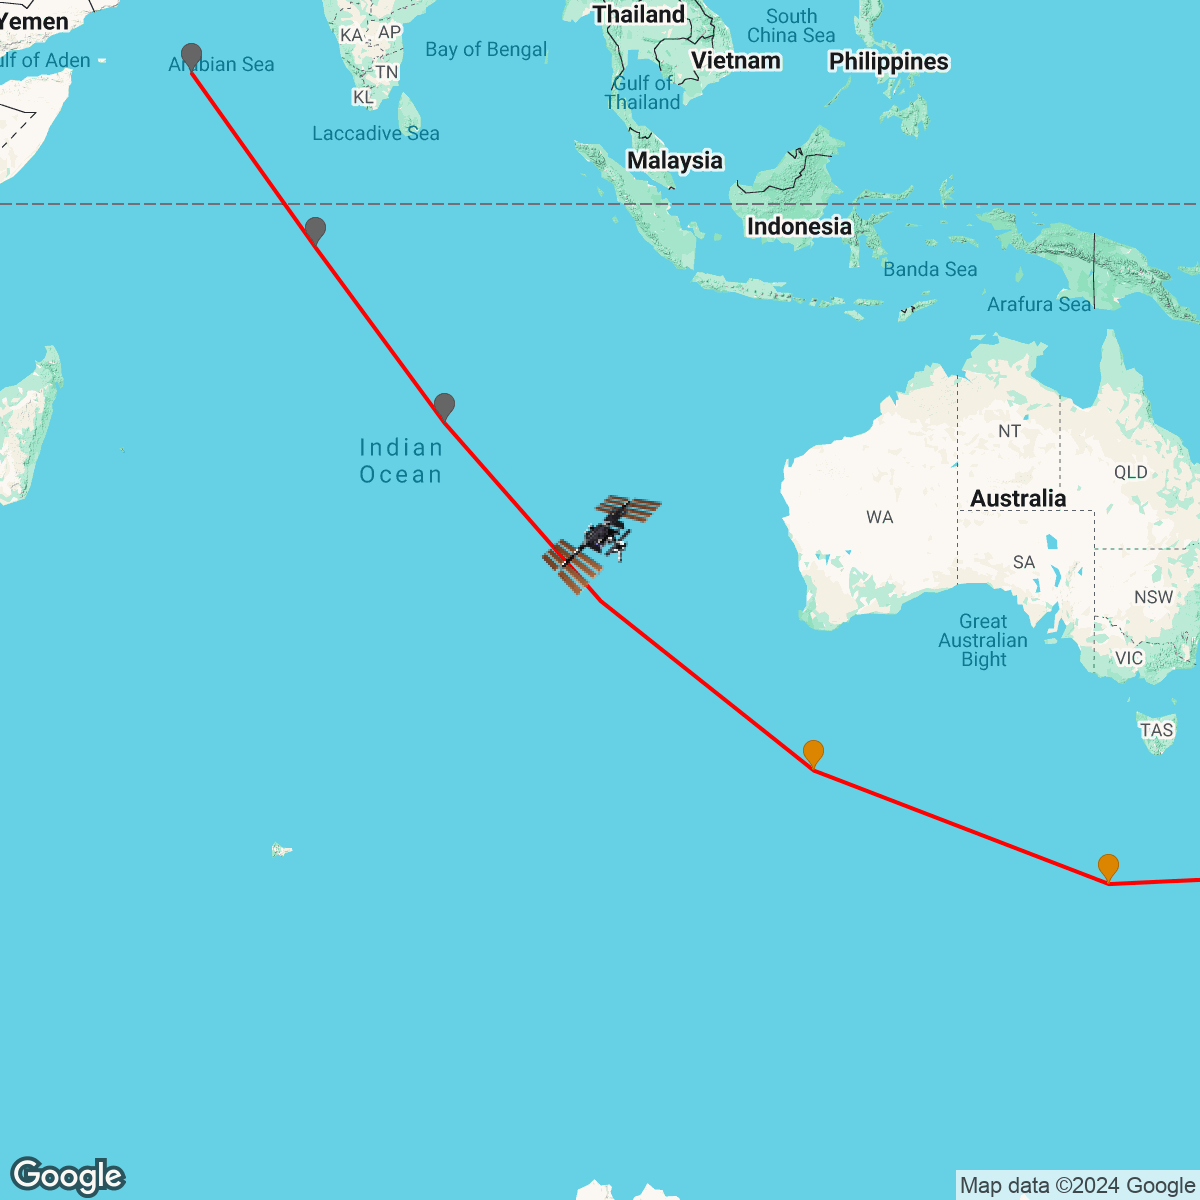 Yemen
Thailand
South
China Sea
KA
AP
Bay of Bengal
Vietnam
Philippines
ulf of Aden
Arabian Sea
TN
Gulf of
Thailand
KL
Laccadive Sea
Malaysia
Indonesia
Banda Sea
Arafura Sea
Indian
Ocean
NT
QLD
Australia
WA
SA
NSW
Great
Australian
Bight
VIC
TAS
Google
Map data ©2024 Google